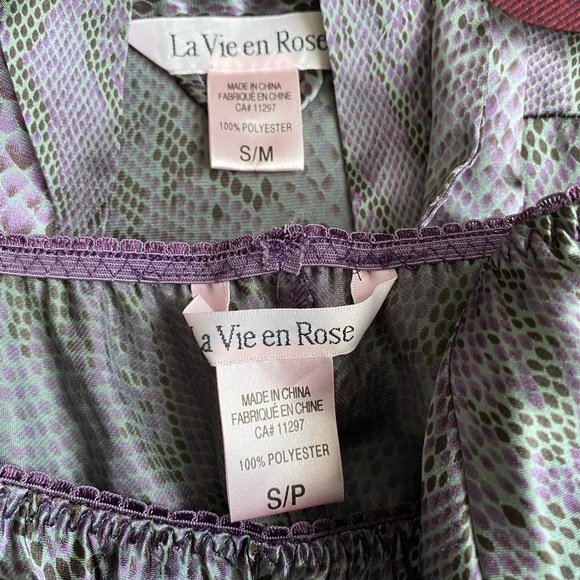 La Vie en Rose
MADE IN CHINA
FABRIQUÉ EN CHINE
CA# 11297
100% POLYESTER
S/M
a Vie en Rose
MADE IN CHINA
FABRIQUÉ EN CHINE
CA# 11297
100% POLYESTER
S/P